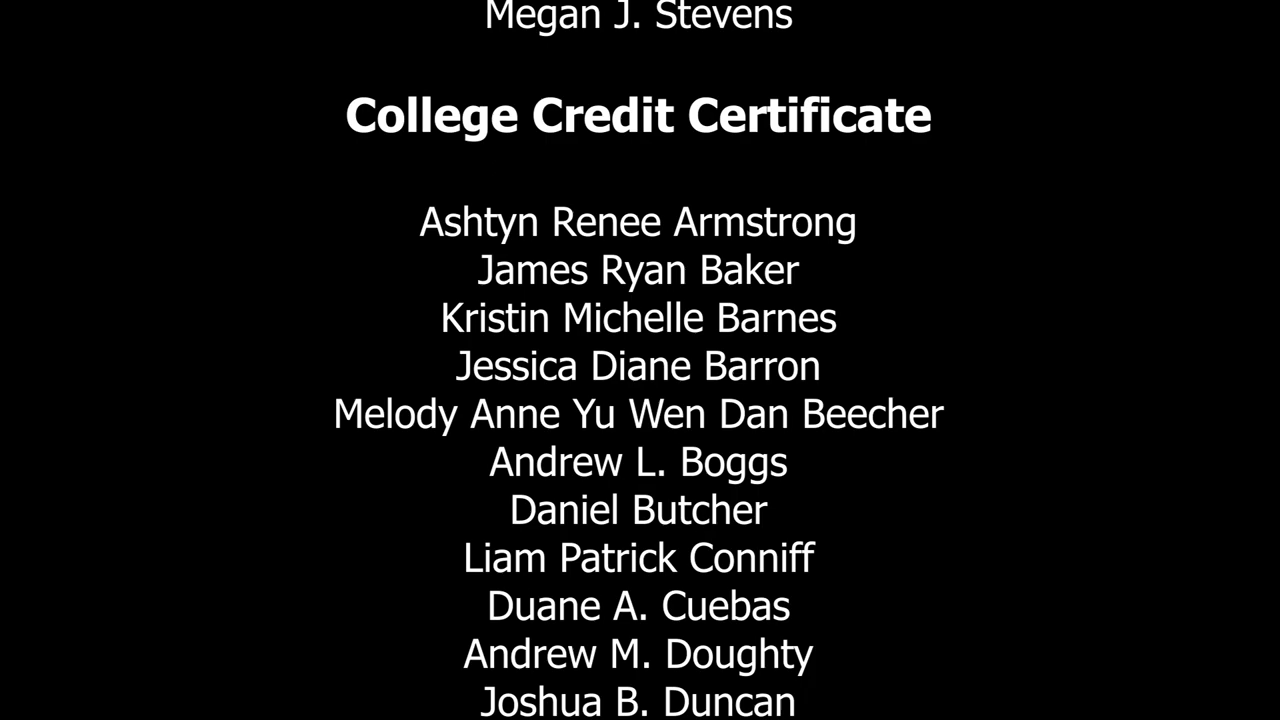 Megan J. Stevens
College Credit Certificate
Ashtyn Renee Armstrong
James Ryan Baker
Kristin Michelle Barnes
Jessica Diane Barron
Melody Anne Yu Wen Dan Beecher
Andrew L. Boggs
Daniel Butcher
Liam Patrick Conniff
Duane A. Cuebas
Andrew M. Doughty
Joshua B. Duncan